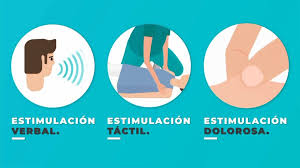 ESTIMULACIÓN
VERBAL.
ESTIMULACIÓN
TÁCTIL.
ESTIMULACIÓN
DOLOROSA.